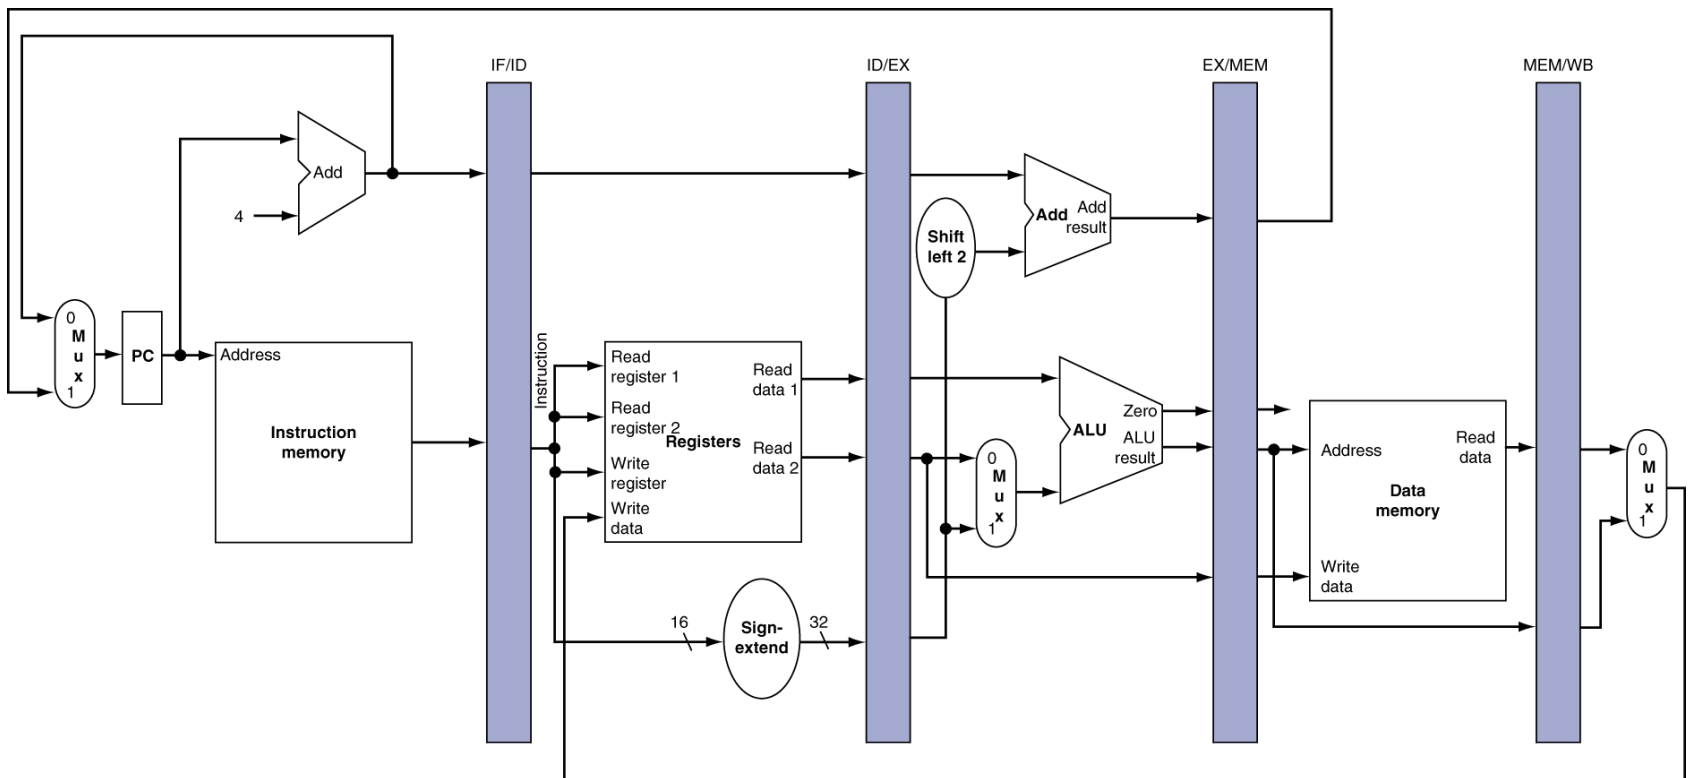 IF/ID
ID/EX
EX/MEM
MEM/WB
Add
4
Add
Add
result
Shift
left 2
0
M
u
x
1
PC
Address
Instruction
memory
Instruction
Read
register 1
Read
register 2
Write
register
Write
data
Registers
Read
data 1
Read
data 2
16
Sign-
extend
32
0
M
u
x
1
ALU
Zero
ALU
result
Address
Read
data
Data
memory
Write
data
0
M
u
x
1